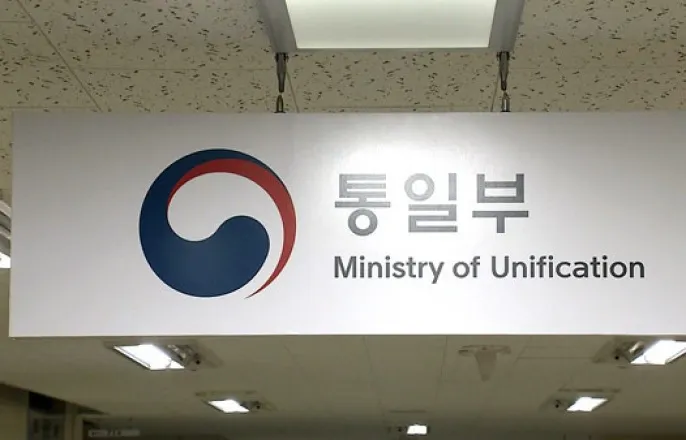 통일부
Ministry of Unification